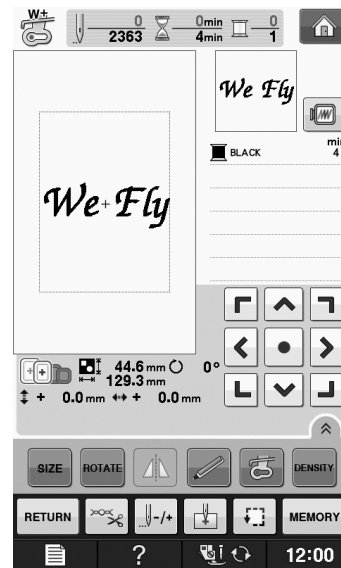 W+
0
2363
0min
4min
0
1
We Fly
BLACK
min
4
We Fly
44.6 mm 0°
129.3 mm
+ 0.0 mm + 0.0 mm
SIZE ROTATE DENSITY
RETURN -/+ MEMORY
? 12:00